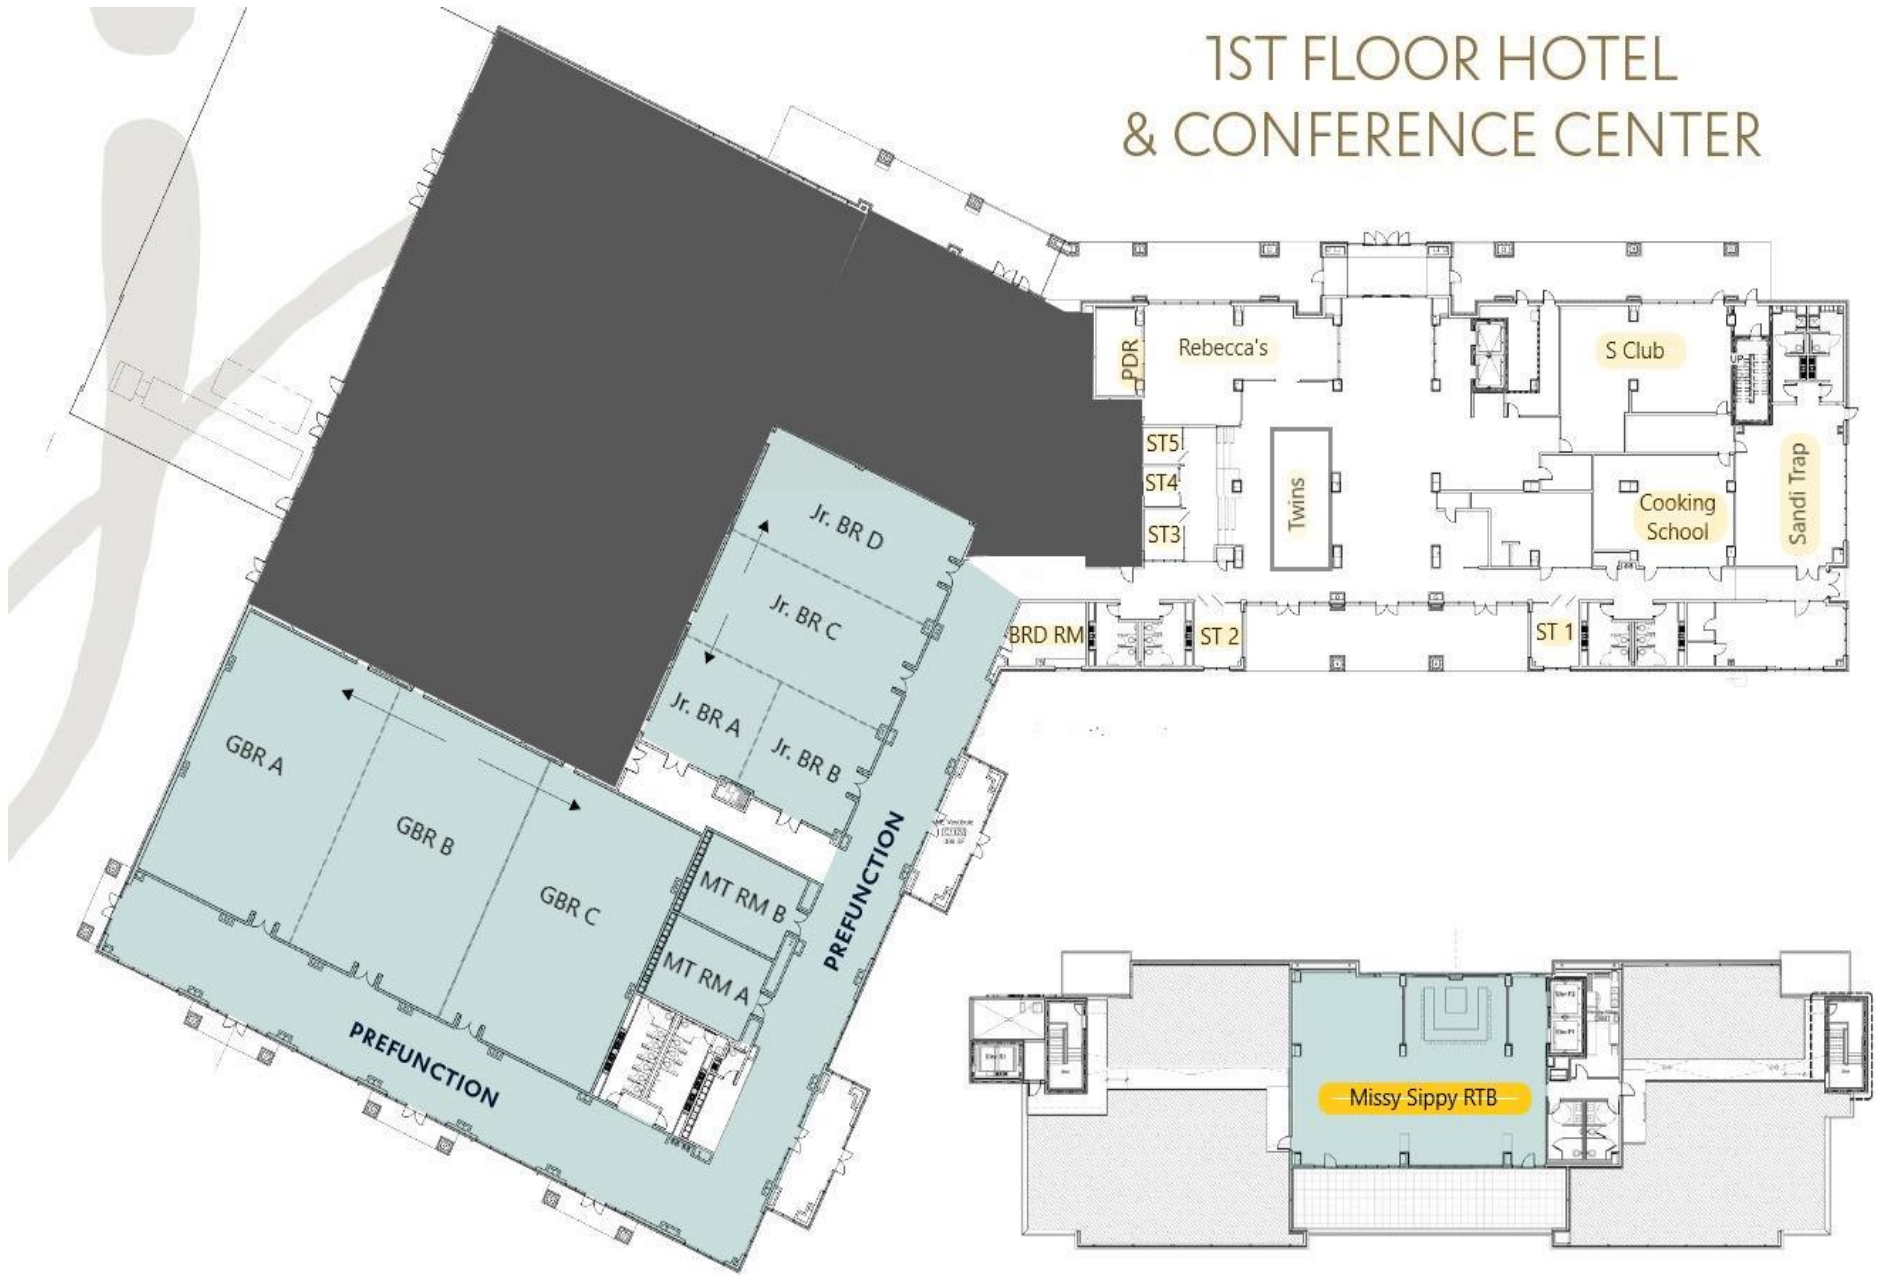 1ST FLOOR HOTEL
& CONFERENCE CENTER
PDR
Rebecca's
S Club
UP
ST5
ST4
ST3
Twins
Cooking
School
Sandi Trap
BRD RM
ST 2
ST 1
Jr. BR D
Jr. BR C
Jr. BR A
Jr. BR B
GBR A
GBR B
GBR C
MT RM B
MT RM A
PREFUNCTION
PREFUNCTION
Vestibule
Missy Sippy RTB